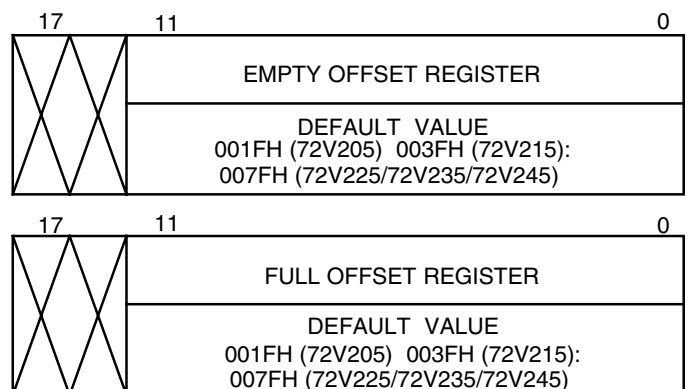 17 11 0
EMPTY OFFSET REGISTER
DEFAULT VALUE
001FH (72V205) 003FH (72V215):
007FH (72V225/72V235/72V245)
17 11 0
FULL OFFSET REGISTER
DEFAULT VALUE
001FH (72V205) 003FH (72V215):
007FH (72V225/72V235/72V245)